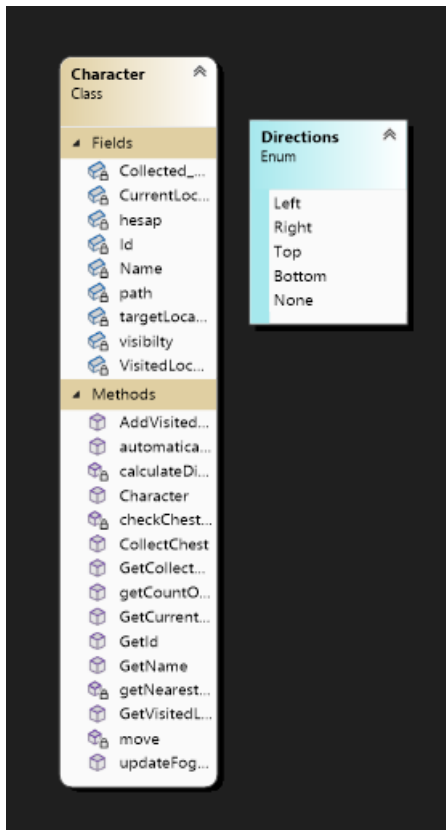 Character
Class
Fields
Collected_...
CurrentLoc...
hesap
Id
Name
path
targetLoca...
visibilty
VisitedLoc...
Methods
AddVisited...
automatica...
calculateDi...
Character
checkChest...
CollectChest
GetCollect...
getCountO...
GetCurrent...
GetId
GetName
getNearest...
GetVisitedL...
move
updateFog...
Directions
Enum
Left
Right
Top
Bottom
None